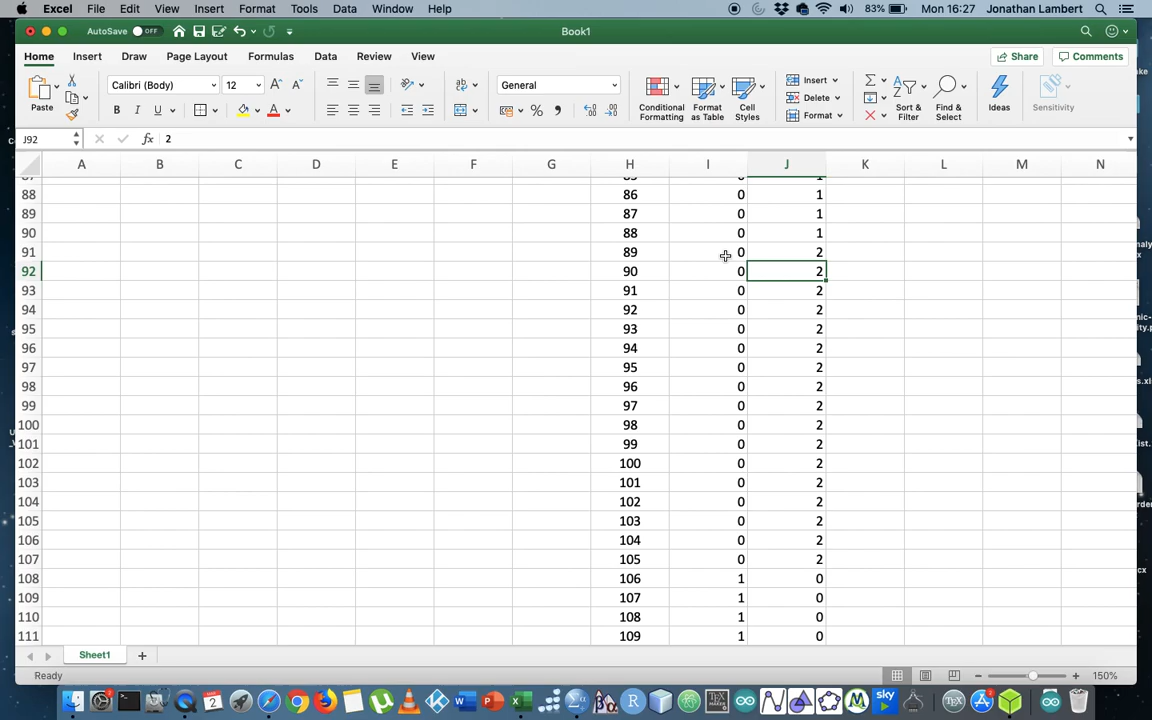 Excel File Edit View Insert Format Tools Data Window Help 83% Mon 16:27 Jonathan Lambert
AutoSave OFF Book1
Home Insert Draw Page Layout Formulas Data Review View Share Comments
Paste Calibri (Body) 12 General Conditional Formatting Format as Table Cell Styles Insert Delete Format Sort & Filter Find & Select Ideas Sensitivity
J92 fx 2
A B C D E F G H I J K L M N
88 86 0 1
89 87 0 1
90 88 0 1
91 89 0 2
92 90 0 2
93 91 0 2
94 92 0 2
95 93 0 2
96 94 0 2
97 95 0 2
98 96 0 2
99 97 0 2
100 98 0 2
101 99 0 2
102 100 0 2
103 101 0 2
104 102 0 2
105 103 0 2
106 104 0 2
107 105 0 2
108 106 1 0
109 107 1 0
110 108 1 0
111 109 1 0
Sheet1
Ready 150%